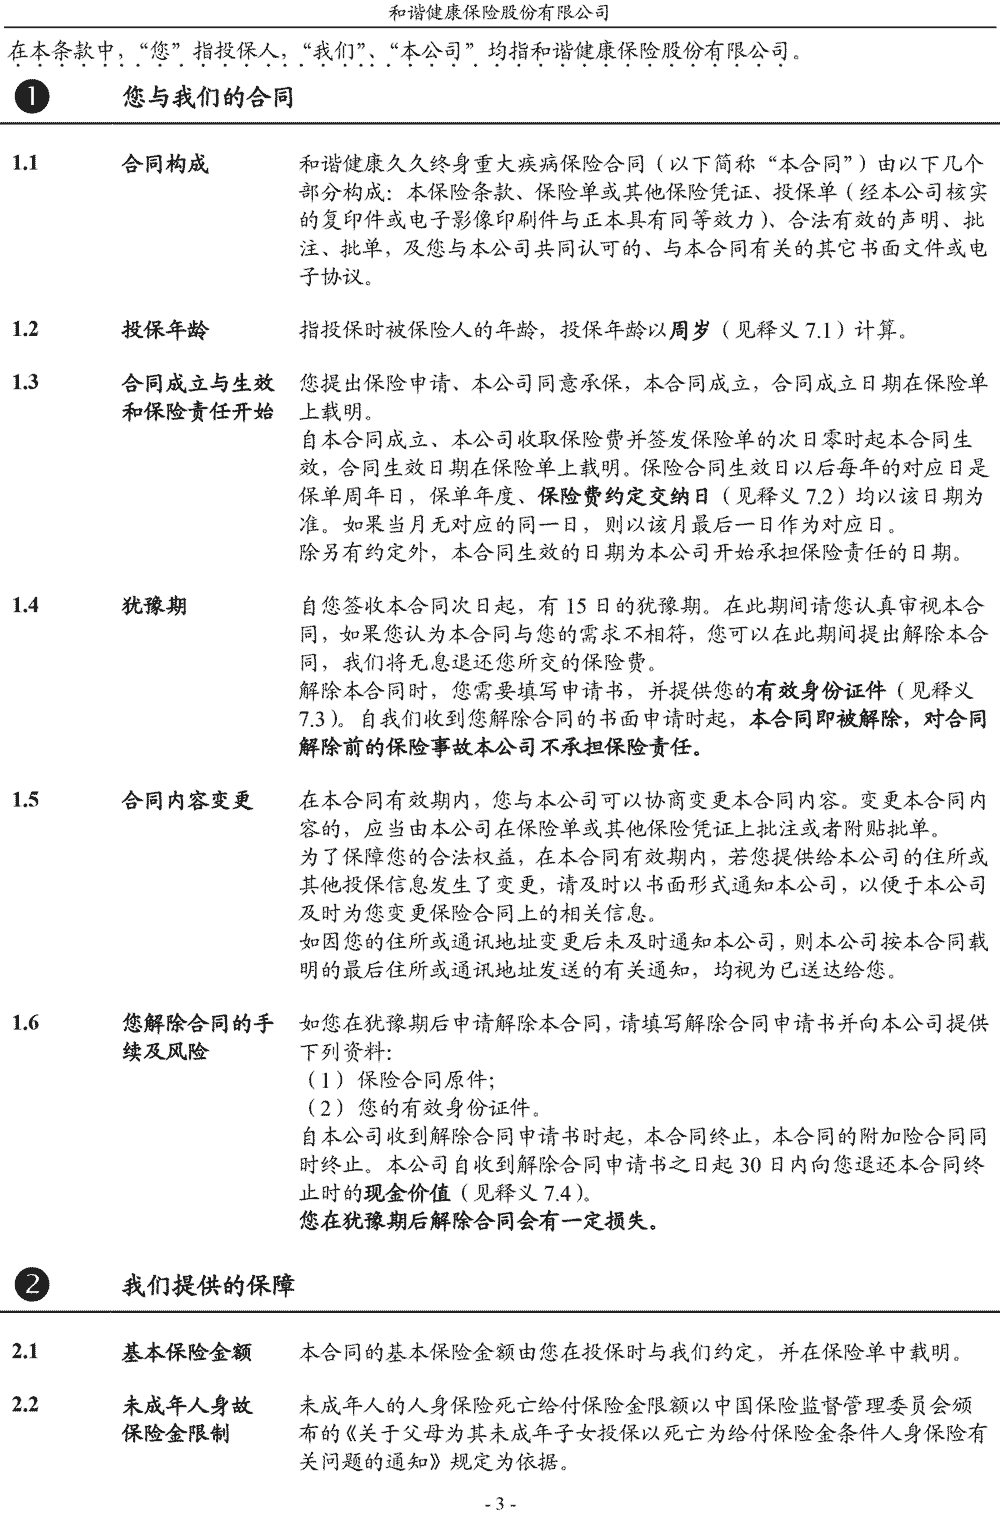 和谐健康保险股份有限公司
在本条款中，“您”指投保人，“我们”、“本公司”均指和谐健康保险股份有限公司。
❶ 您与我们的合同
1.1 合同构成 和谐健康久久终身重大疾病保险合同（以下简称“本合同”）由以下几个
部分构成：本保险条款、保险单或其他保险凭证、投保单（经本公司核实
的复印件或电子影像印刷件与正本具有同等效力）、合法有效的声明、批
注、批单，及您与本公司共同认可的、与本合同有关的其它书面文件或电
子协议。
1.2 投保年龄 指投保时被保险人的年龄，投保年龄以周岁（见释义 7.1）计算。
1.3 合同成立与生效 您提出保险申请、本公司同意承保，本合同成立，合同成立日期在保险单
和保险责任开始 上载明。
自本合同成立、本公司收取保险费并签发保险单的次日零时起本合同生
效，合同生效日期在保险单上载明。保险合同生效日以后每年的对应日是
保单周年日，保单年度、保险费约定交纳日（见释义 7.2）均以该日期为
准。如果当月无对应的同一日，则以该月最后一日作为对应日。
除另有约定外，本合同生效的日期为本公司开始承担保险责任的日期。
1.4 犹豫期 自您签收本合同次日起，有 15 日的犹豫期。在此期间请您认真审视本合
同，如果您认为本合同与您的需求不相符，您可以在此期间提出解除本合
同，我们将无息退还您所交的保险费。
解除本合同时，您需要填写申请书，并提供您的有效身份证件（见释义
7.3）。自我们收到您解除合同的书面申请时起，本合同即被解除，对合同
解除前的保险事故本公司不承担保险责任。
1.5 合同内容变更 在本合同有效期内，您与本公司可以协商变更本合同内容。变更本合同内
容的，应当由本公司在保险单或其他保险凭证上批注或者附贴批单。
为了保障您的合法权益，在本合同有效期内，若您提供给本公司的住所或
其他投保信息发生了变更，请及时以书面形式通知本公司，以便于本公司
及时为您变更保险合同上的相关信息。
如因您的住所或通讯地址变更后未及时通知本公司，则本公司按本合同载
明的最后住所或通讯地址发送的有关通知，均视为已送达给您。
1.6 您解除合同的手 如您在犹豫期后申请解除本合同，请填写解除合同申请书并向本公司提供
续及风险 下列资料：
（1） 保险合同原件；
（2） 您的有效身份证件。
自本公司收到解除合同申请书时起，本合同终止，本合同的附加险合同同
时终止。本公司自收到解除合同申请书之日起 30 日内向您退还本合同终
止时的现金价值（见释义 7.4）。
您在犹豫期后解除合同会有一定损失。
❷ 我们提供的保障
2.1 基本保险金额 本合同的基本保险金额由您在投保时与我们约定，并在保险单中载明。
2.2 未成年人身故 未成年人的人身保险死亡给付保险金限额以中国保险监督管理委员会颁
保险金限制 布的《关于父母为其未成年子女投保以死亡为给付保险金条件人身保险有
关问题的通知》规定为依据。
- 3 -